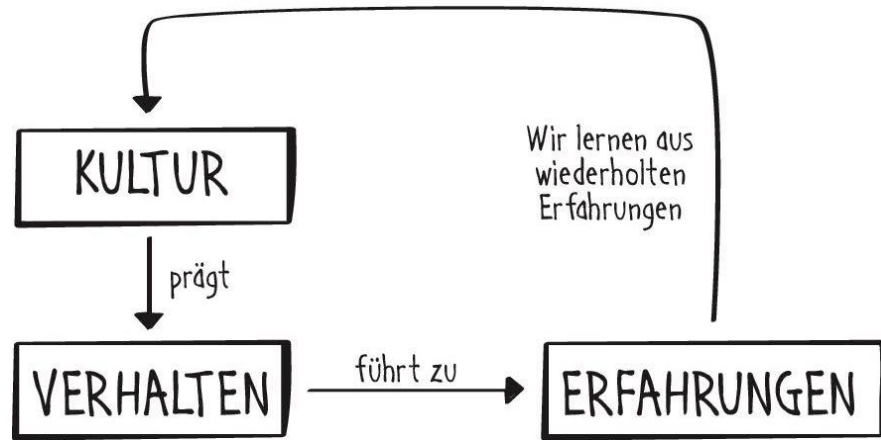 KULTUR
Wir lernen aus
wiederholten
Erfahrungen
prägt
VERHALTEN
führt zu
ERFAHRUNGEN